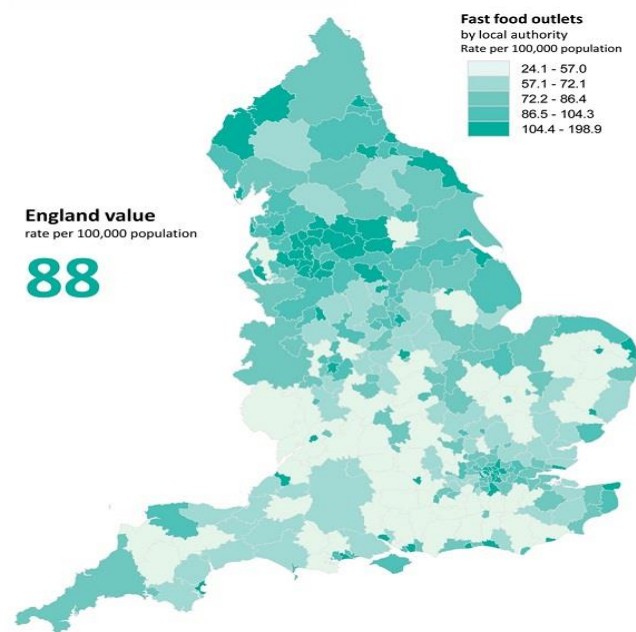 Fast food outlets
by local authority
Rate per 100,000 population
24.1 - 57.0
57.1 - 72.1
72.2 - 86.4
86.5 - 104.3
104.4 - 198.9
England value
rate per 100,000 population
88